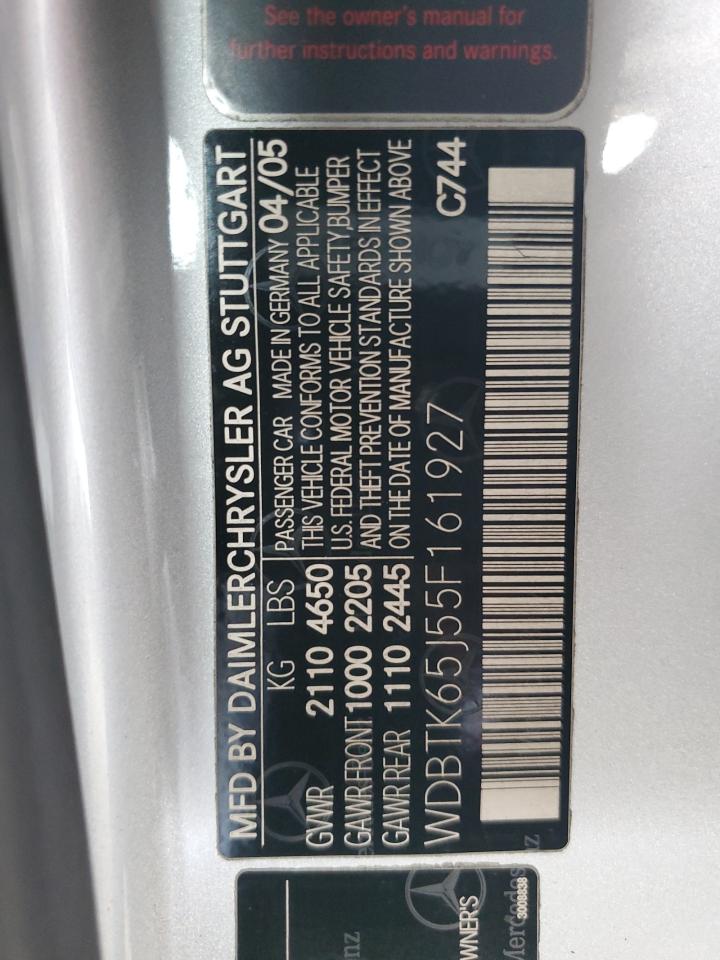 See the owner's manual for
further instructions and warnings.
MFD BY DAIMLERCHRYSLER AG STUTTGART
KG LBS
GVWR 2110 4650
GAWR FRONT 1000 2205
GAWR REAR 1110 2445
PASSENGER CAR MADE IN GERMANY 04/05
THIS VEHICLE CONFORMS TO ALL APPLICABLE
U.S. FEDERAL MOTOR VEHICLE SAFETY, BUMPER
AND THEFT PREVENTION STANDARDS IN EFFECT
ON THE DATE OF MANUFACTURE SHOWN ABOVE
WDBTK65J55F161927 C744
WNER'S
Mercedes
3008838